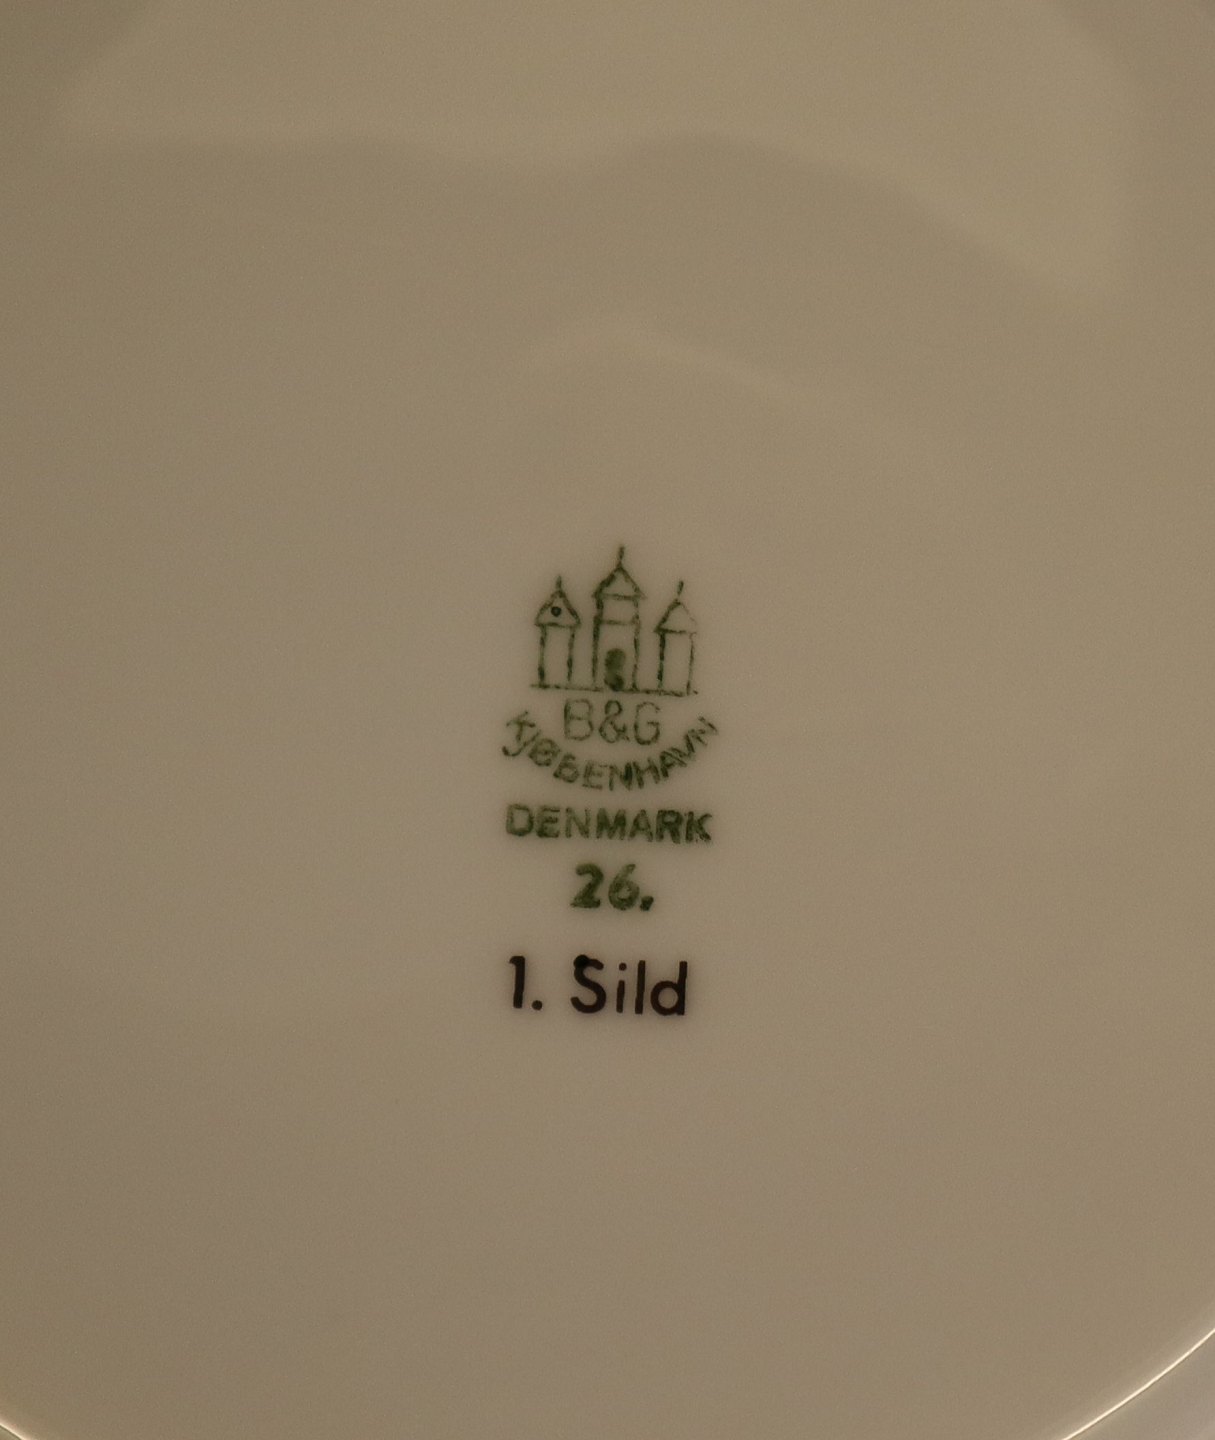 B&G
KJØBENHAVN
DENMARK
26.
1. Sild